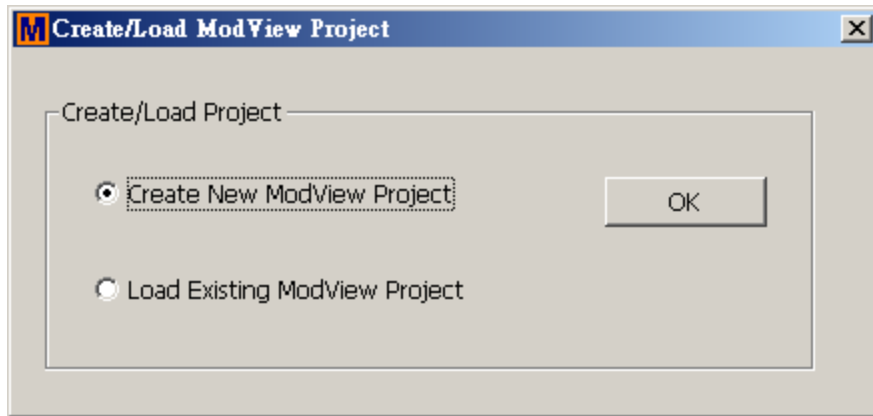 M Create/Load ModView Project
Create/Load Project
Create New ModView Project
OK
Load Existing ModView Project